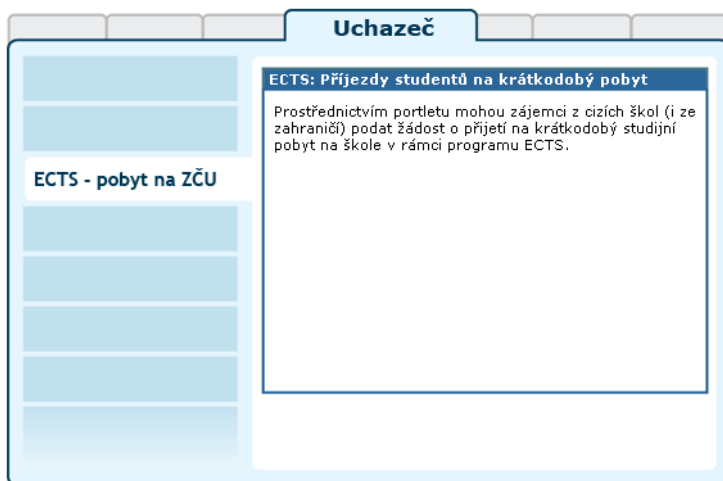 Uchazeč
ECTS - pobyt na ZČU
ECTS: Příjezdy studentů na krátkodobý pobyt
Prostřednictvím portletu mohou zájemci z cizích škol (i ze
zahraničí) podat žádost o přijetí na krátkodobý studijní
pobyt na škole v rámci programu ECTS.